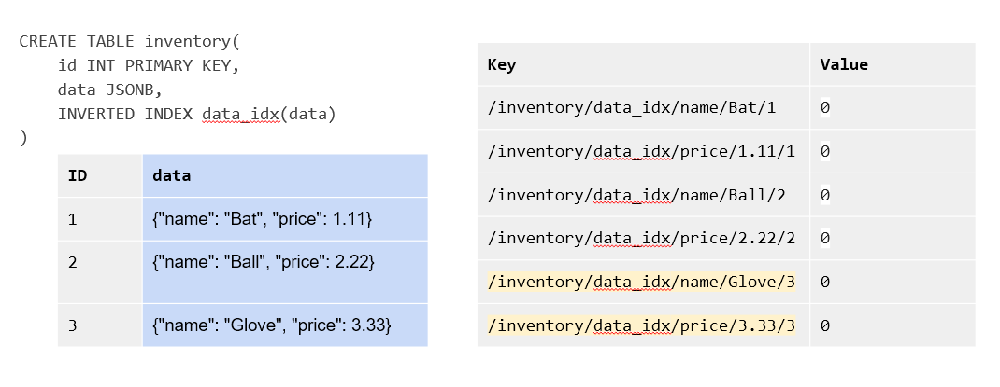 CREATE TABLE inventory(
id INT PRIMARY KEY,
data JSONB,
INVERTED INDEX data_idx(data)
)
ID data
1 {"name": "Bat", "price": 1.11}
2 {"name": "Ball", "price": 2.22}
3 {"name": "Glove", "price": 3.33}
Key Value
/inventory/data_idx/name/Bat/1 0
/inventory/data_idx/price/1.11/1 0
/inventory/data_idx/name/Ball/2 0
/inventory/data_idx/price/2.22/2 0
/inventory/data_idx/name/Glove/3 0
/inventory/data_idx/price/3.33/3 0